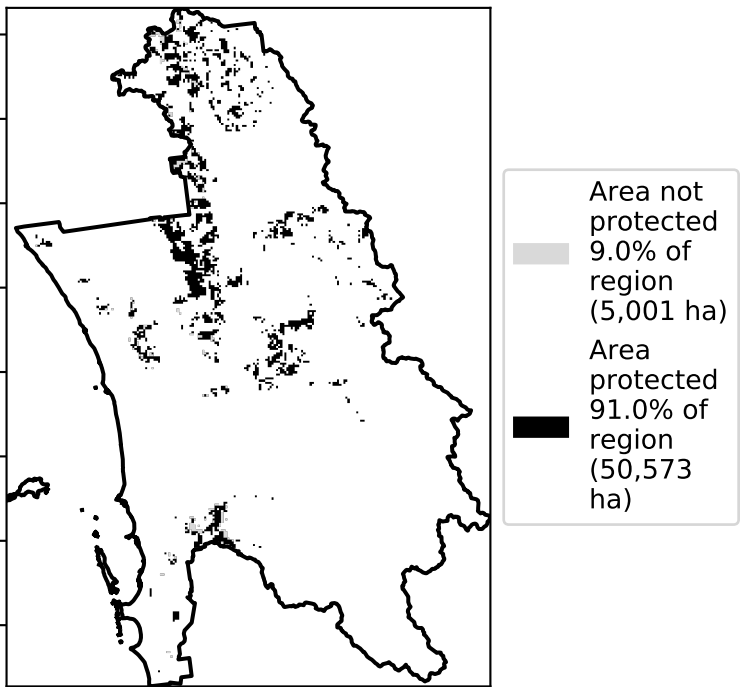 Area not
protected
9.0% of
region
(5,001 ha)
Area
protected
91.0% of
region
(50,573
ha)